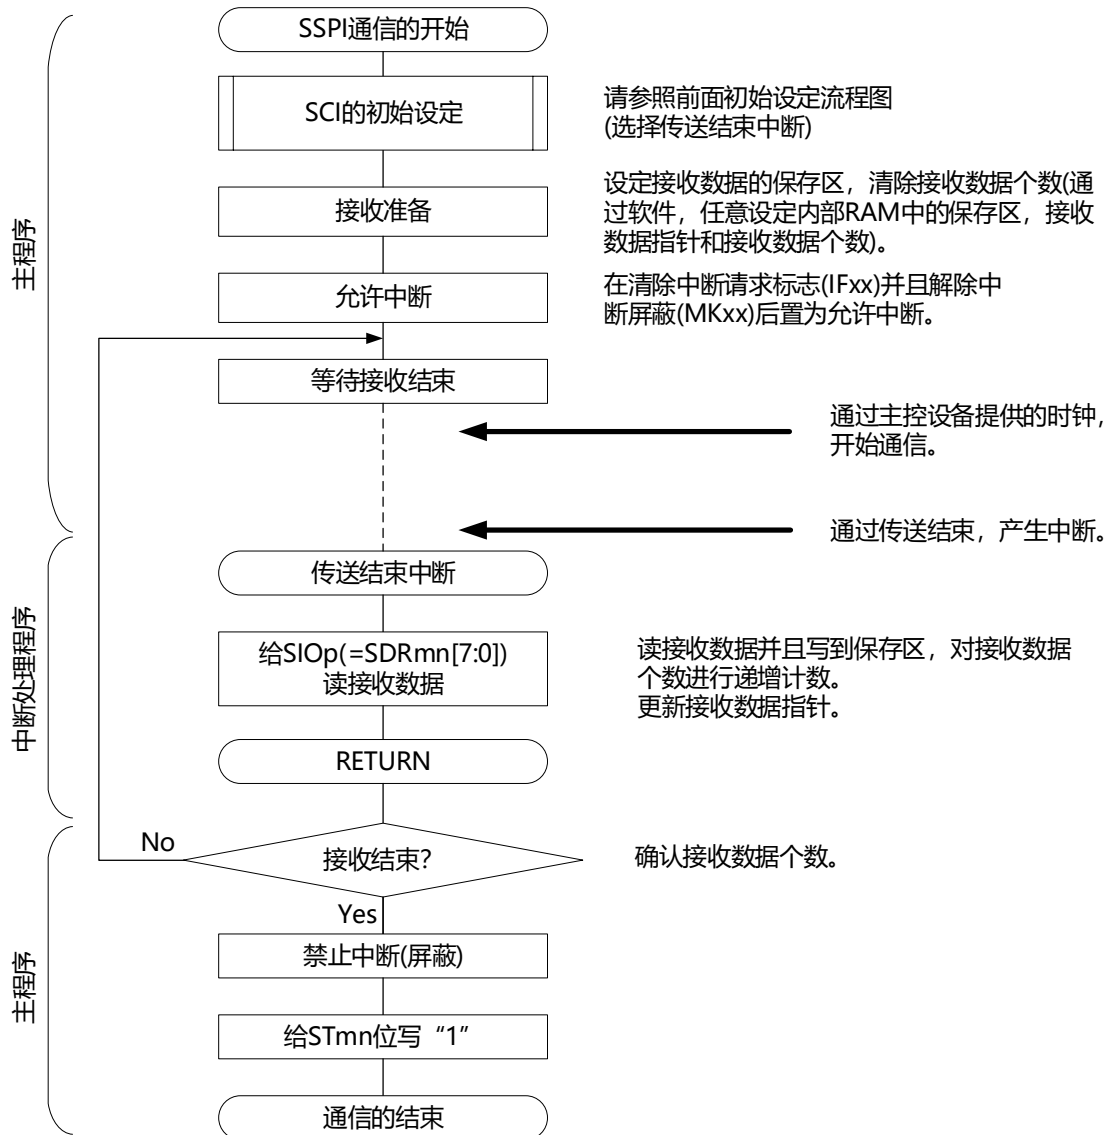 SSPI通信的开始
SCI的初始设定
请参照前面初始设定流程图
(选择传送结束中断)
接收准备
设定接收数据的保存区，清除接收数据个数(通
过软件，任意设定内部RAM中的保存区，接收
数据指针和接收数据个数)。
主程序
允许中断
在清除中断请求标志(IFxx)并且解除中
断屏蔽(MKxx)后置为允许中断。
等待接收结束
通过主控设备提供的时钟，
开始通信。
通过传送结束，产生中断。
传送结束中断
中断处理程序
给SIOp(=SDRmn[7:0])
读接收数据
读接收数据并且写到保存区，对接收数据
个数进行递增计数。
更新接收数据指针。
RETURN
No
接收结束?
确认接收数据个数。
Yes
禁止中断(屏蔽)
主程序
给STmn位写“1”
通信的结束